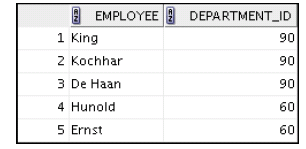 EMPLOYEE DEPARTMENT_ID
1 King 90
2 Kochhar 90
3 De Haan 90
4 Hunold 60
5 Ernst 60